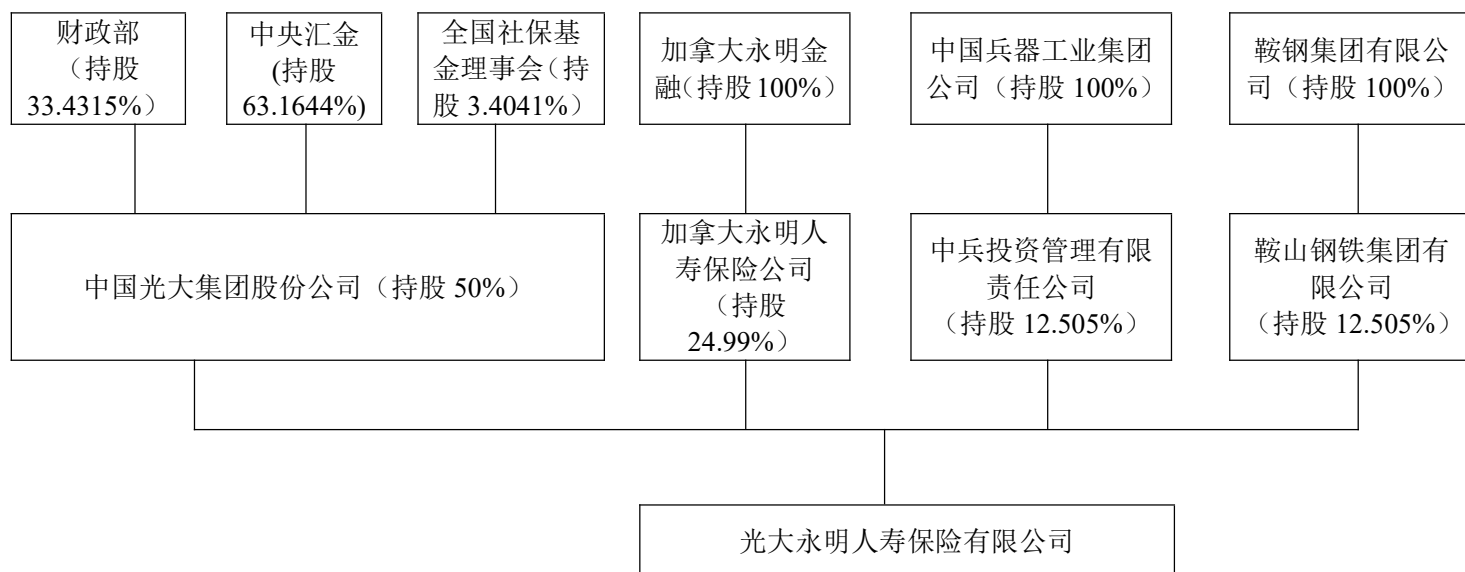 财政部
（持股
33.4315%）
中央汇金
(持股
63.1644%)
全国社保基
金理事会（持
股 3.4041%）
加拿大永明金
融（持股 100%）
中国兵器工业集团
公司（持股 100%）
鞍钢集团有限公
司（持股 100%）
中国光大集团股份公司（持股 50%）
加拿大永明人
寿保险公司
（持股
24.99%）
中兵投资管理有限
责任公司
（持股 12.505%）
鞍山钢铁集团有
限公司
（持股 12.505%）
光大永明人寿保险有限公司